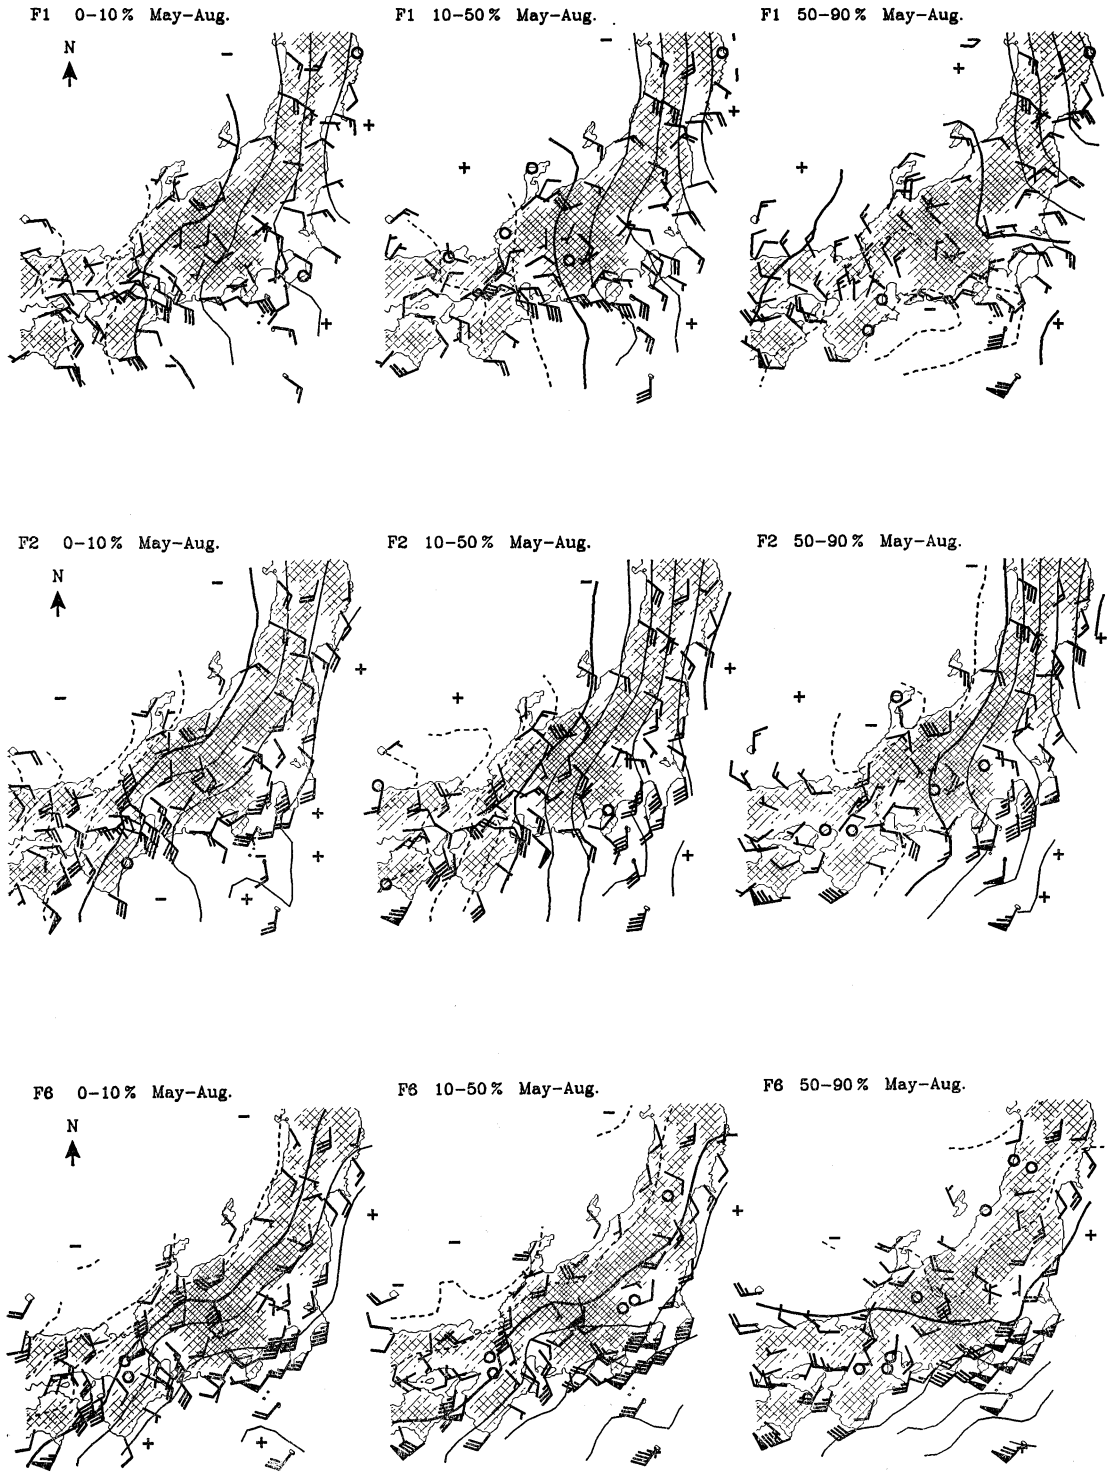 F1 0-10% May-Aug.
F1 10-50% May-Aug.
F1 50-90% May-Aug.
N
F2 0-10% May-Aug.
F2 10-50% May-Aug.
F2 50-90% May-Aug.
N
F6 0-10% May-Aug.
F6 10-50% May-Aug.
F6 50-90% May-Aug.
N